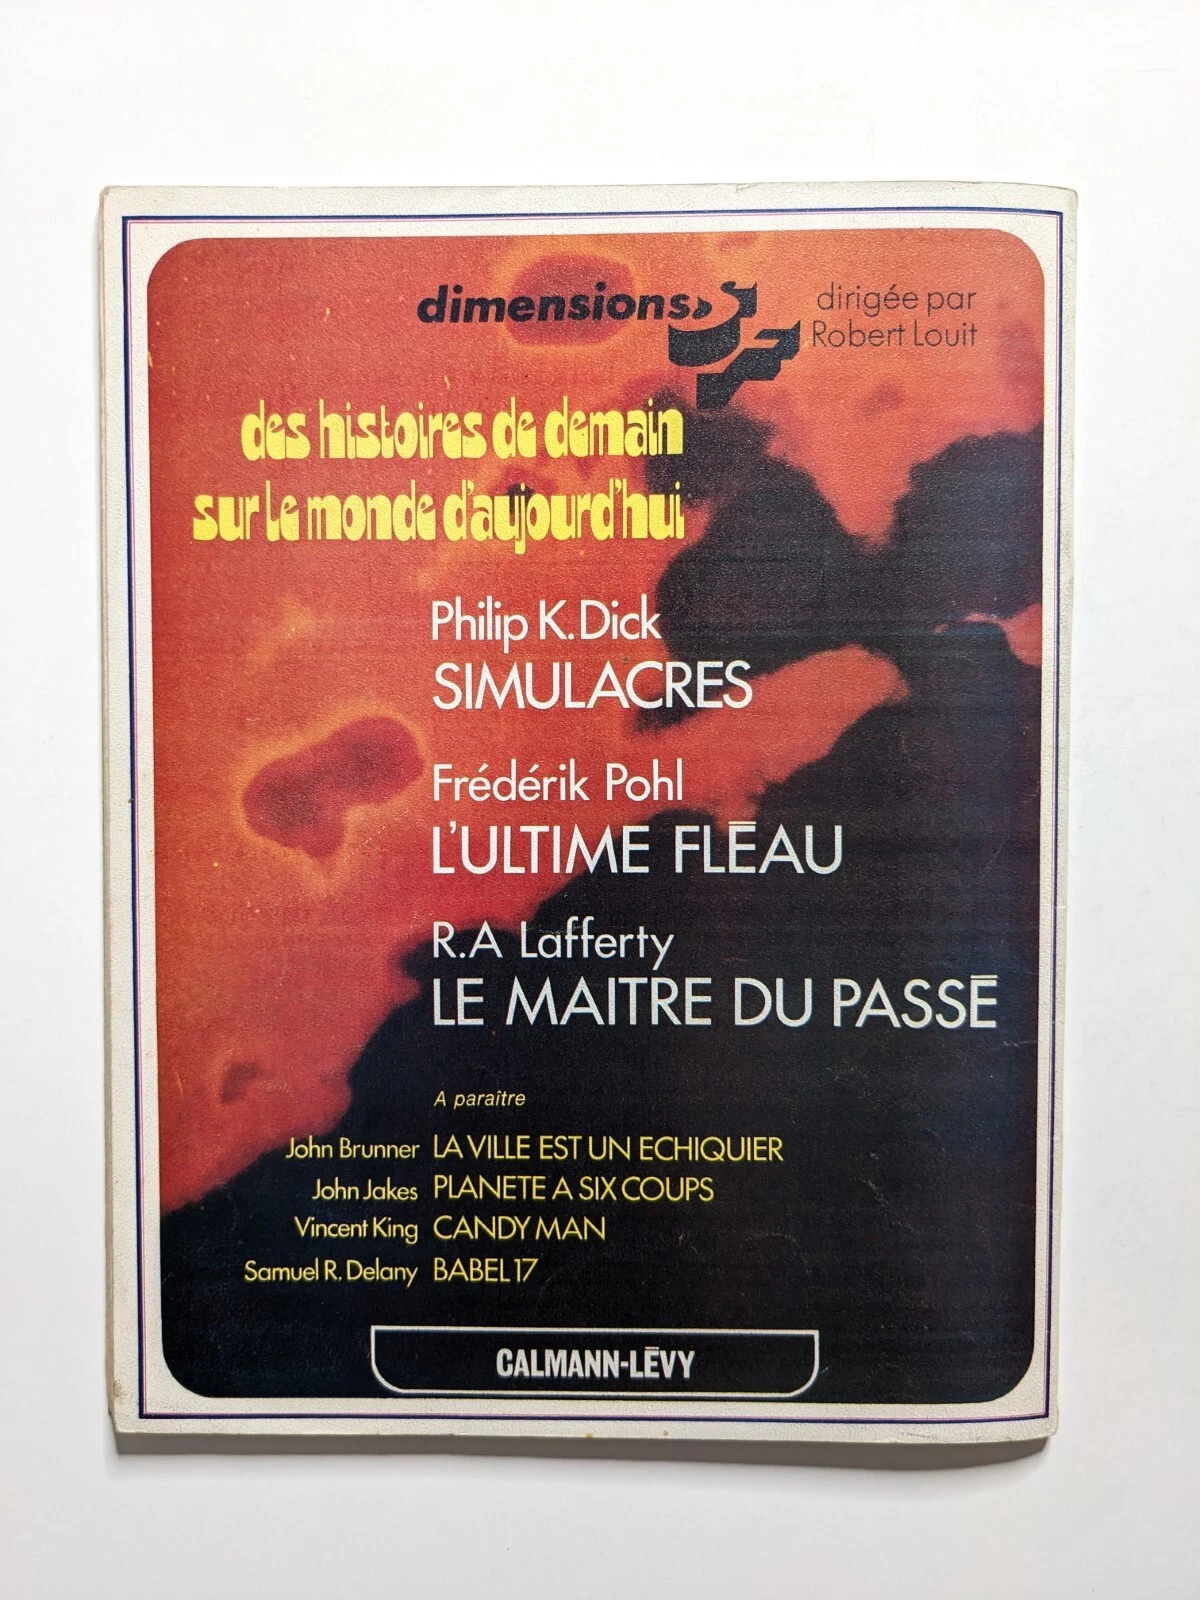 dimensions SF
dirigée par
Robert Louit
des histoires de demain
sur le monde d'aujourd'hui
Philip K. Dick
SIMULACRES
Frédérik Pohl
L'ULTIME FLÉAU
R.A Lafferty
LE MAITRE DU PASSÉ
A paraître
John Brunner LA VILLE EST UN ECHIQUIER
John Jakes PLANETE A SIX COUPS
Vincent King CANDY MAN
Samuel R. Delany BABEL 17
CALMANN-LÉVY